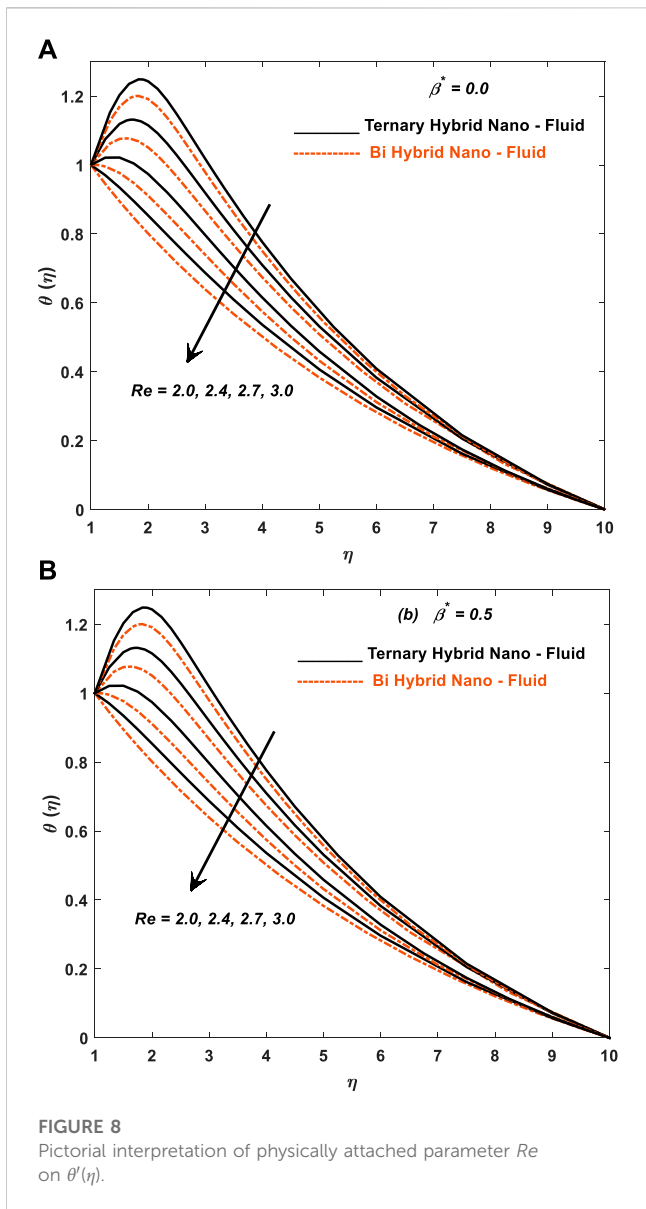 A
1.2
1
0.8
0.6
0.4
0.2
0
θ (η)
β* = 0.0
Ternary Hybrid Nano - Fluid
Bi Hybrid Nano - Fluid
Re = 2.0, 2.4, 2.7, 3.0
1 2 3 4 5 6 7 8 9 10
η
B
1.2
1
0.8
0.6
0.4
0.2
0
θ (η)
(b) β* = 0.5
Ternary Hybrid Nano - Fluid
Bi Hybrid Nano - Fluid
Re = 2.0, 2.4, 2.7, 3.0
1 2 3 4 5 6 7 8 9 10
η
FIGURE 8
Pictorial interpretation of physically attached parameter Re
on θ′(η).